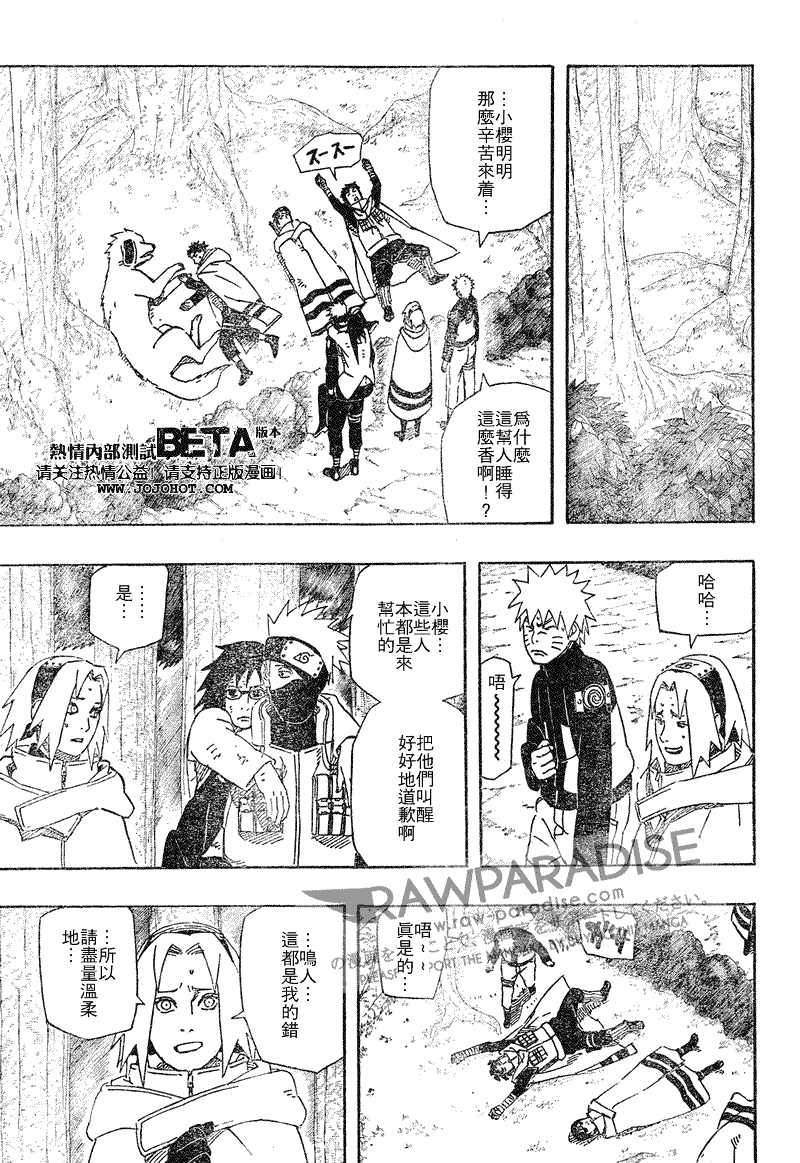 …小櫻明明
那麼辛苦來着
…
スースー
爲什麼
這幫人睡得
這麼香啊！？
熱情內部測試BETA版本
请关注热情公益！请支持正版漫画！
WWW.JOJOHOT.COM
哈哈…
唔～～～～
小櫻…
這些人
本都是來
幫忙的
把他們叫醒
好好地道歉啊
……
是…
唔～～
眞是的…
RAWPARADISE
www.raw-paradise.com
…鳴人…
這都是我的錯
…所以
請盡量溫柔
地…